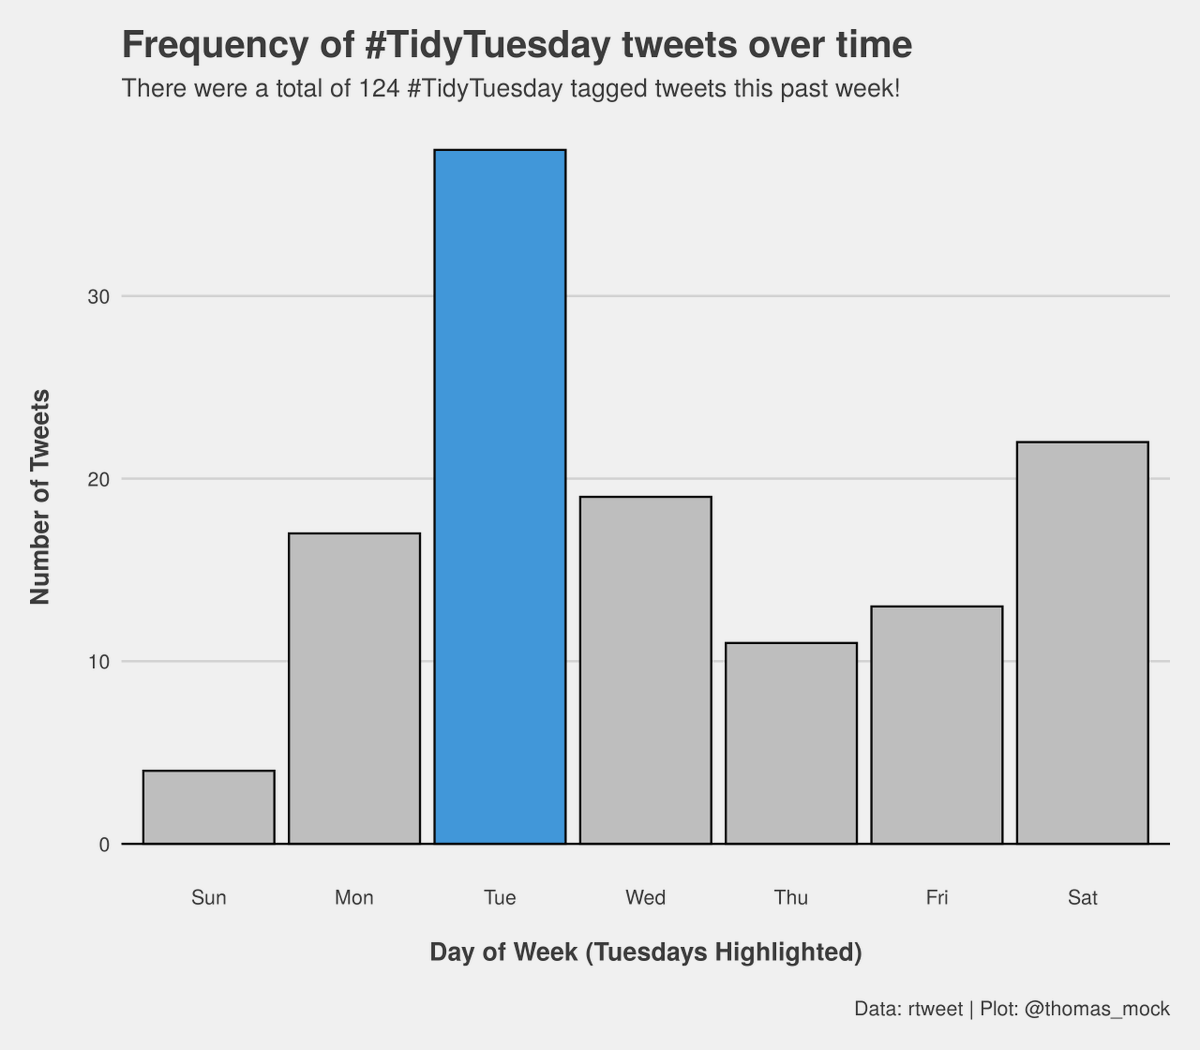 Frequency of #TidyTuesday tweets over time
There were a total of 124 #TidyTuesday tagged tweets this past week!
Number of Tweets
30
20
10
0
Sun Mon Tue Wed Thu Fri Sat
Day of Week (Tuesdays Highlighted)
Data: rtweet | Plot: @thomas_mock